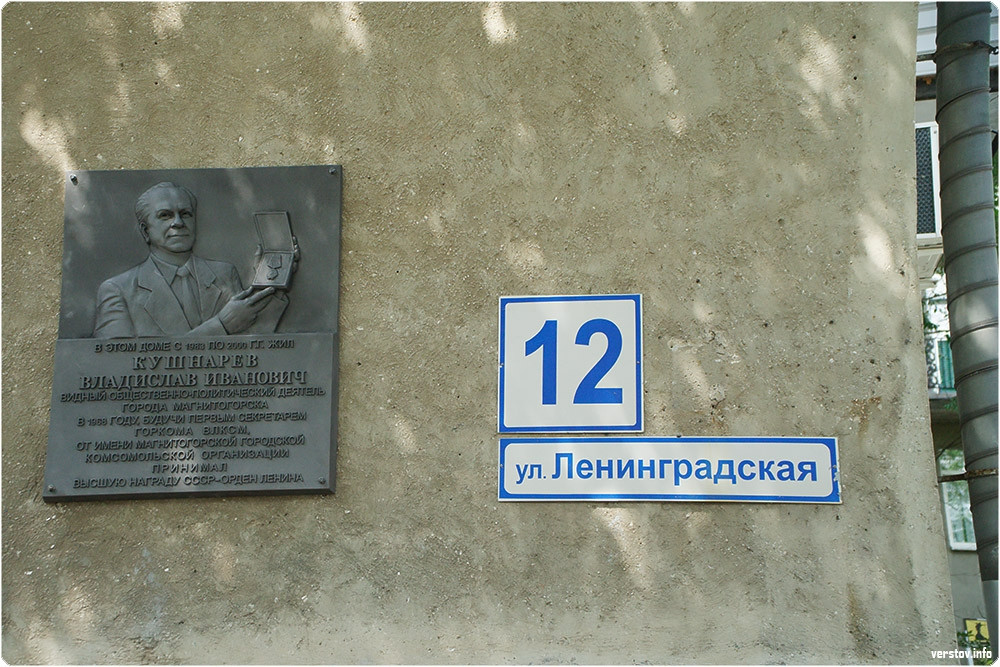 В ЭТОМ ДОМЕ С 1983 ПО 2000 Г.Г. ЖИЛ
КУШНАРЕВ
ВЛАДИСЛАВ ИВАНОВИЧ
ВИДНЫЙ ОБЩЕСТВЕННО-ПОЛИТИЧЕСКИЙ ДЕЯТЕЛЬ
ГОРОДА МАГНИТОГОРСКА
В 1968 ГОДУ, БУДУЧИ ПЕРВЫМ СЕКРЕТАРЕМ
ГОРКОМА ВЛКСМ,
ОТ ИМЕНИ МАГНИТОГОРСКОЙ ГОРОДСКОЙ
КОМСОМОЛЬСКОЙ ОРГАНИЗАЦИИ
ПРИНИМАЛ
ВЫСШУЮ НАГРАДУ СССР-ОРДЕН ЛЕНИНА
12
ул. Ленинградская
verstov.info